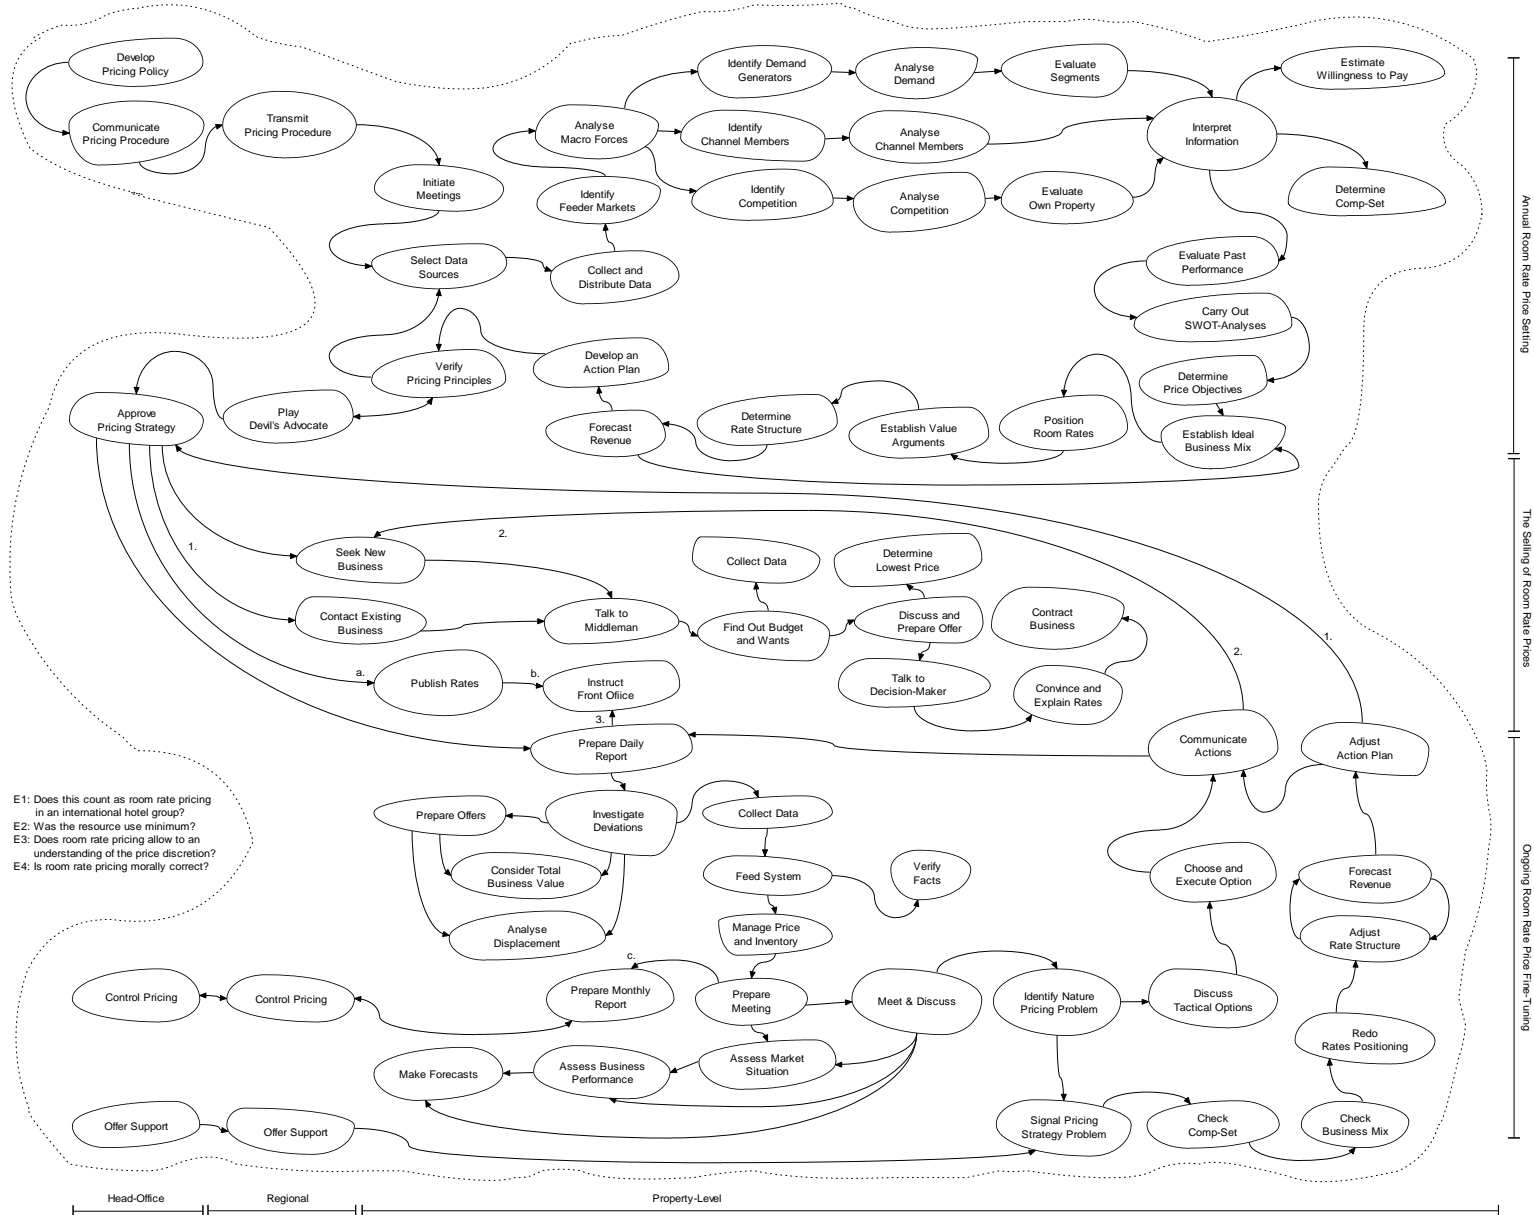 Develop
Pricing Policy
Communicate
Pricing Procedure
Transmit
Pricing Procedure
Initiate
Meetings
Select Data
Sources
Collect and
Distribute Data
Identify
Feeder Markets
Analyse
Macro Forces
Identify Demand
Generators
Analyse
Demand
Evaluate
Segments
Identify
Channel Members
Analyse
Channel Members
Identify
Competition
Analyse
Competition
Evaluate
Own Property
Interpret
Information
Estimate
Willingness to Pay
Determine
Comp-Set
Evaluate Past
Performance
Carry Out
SWOT-Analyses
Determine
Price Objectives
Establish Ideal
Business Mix
Position
Room Rates
Establish Value
Arguments
Determine
Rate Structure
Forecast
Revenue
Develop an
Action Plan
Verify
Pricing Principles
Play
Devil's Advocate
Approve
Pricing Strategy
Annual Room Rate Price Setting
1.
2.
Seek New
Business
Contact Existing
Business
Talk to
Middleman
Collect Data
Find Out Budget
and Wants
Determine
Lowest Price
Discuss and
Prepare Offer
Contract
Business
Talk to
Decision-Maker
Convince and
Explain Rates
a.
Publish Rates
b.
Instruct
Front Ofiice
3.
2.
1.
The Selling of Room Rate Prices
Prepare Daily
Report
Communicate
Actions
Adjust
Action Plan
E1: Does this count as room rate pricing
in an international hotel group?
E2: Was the resource use minimum?
E3: Does room rate pricing allow to an
understanding of the price discretion?
E4: Is room rate pricing morally correct?
Prepare Offers
Investigate
Deviations
Collect Data
Consider Total
Business Value
Analyse
Displacement
Feed System
Verify
Facts
Manage Price
and Inventory
Choose and
Execute Option
Forecast
Revenue
Adjust
Rate Structure
c.
Control Pricing
Control Pricing
Prepare Monthly
Report
Prepare
Meeting
Meet & Discuss
Identify Nature
Pricing Problem
Discuss
Tactical Options
Redo
Rates Positioning
Make Forecasts
Assess Business
Performance
Assess Market
Situation
Offer Support
Offer Support
Signal Pricing
Strategy Problem
Check
Comp-Set
Check
Business Mix
Ongoing Room Rate Price Fine-Tuning
Head-Office
Regional
Property-Level